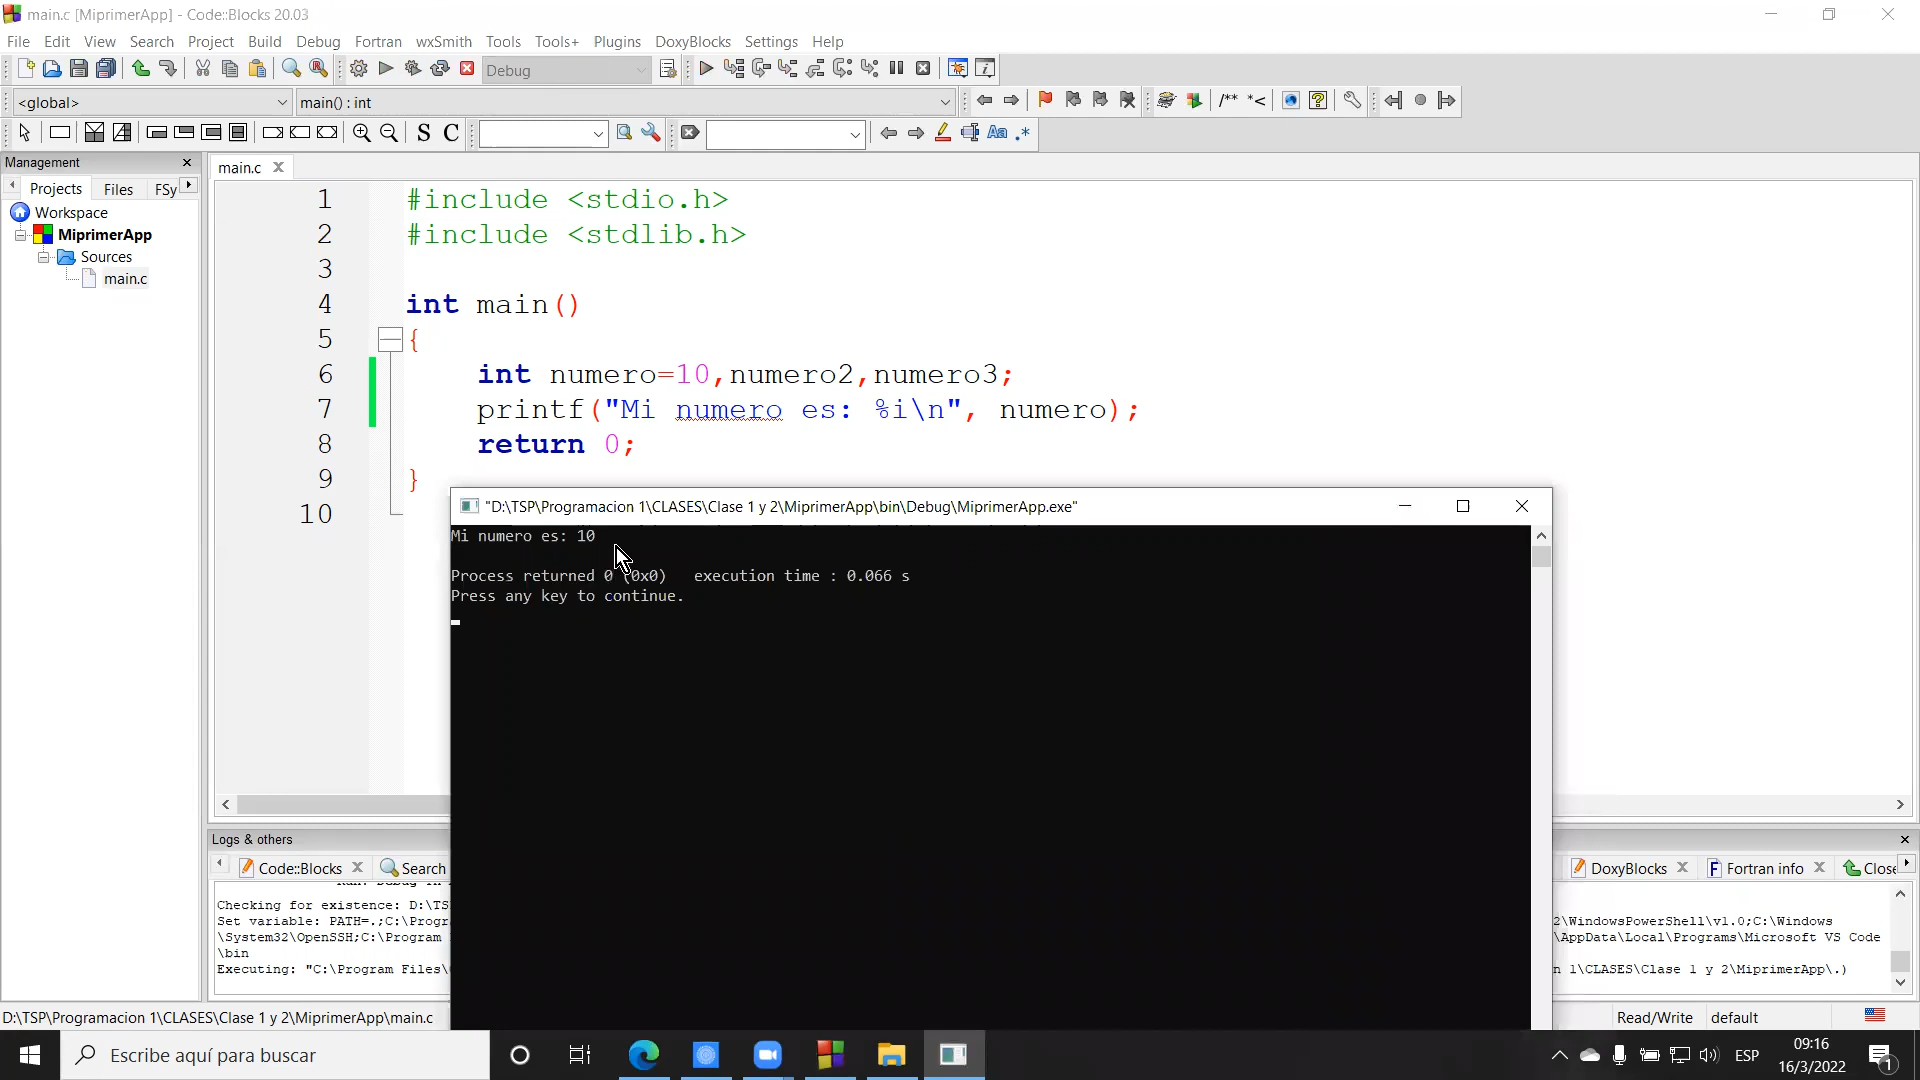 main.c [MiprimerApp] - Code::Blocks 20.03
File Edit View Search Project Build Debug Fortran wxSmith Tools Tools+ Plugins DoxyBlocks Settings Help
Debug
<global> main() : int
/** *<
S C Aa .*
Management
Projects Files FSy
main.c
Workspace
MiprimerApp
Sources
main.c
1 #include <stdio.h>
2 #include <stdlib.h>
3
4 int main()
5 {
6 int numero=10,numero2,numero3;
7 printf("Mi numero es: %i\n", numero);
8 return 0;
9 }
10
"D:\TSP\Programacion 1\CLASES\Clase 1 y 2\MiprimerApp\bin\Debug\MiprimerApp.exe"
Mi numero es: 10
Process returned 0 (0x0) execution time : 0.066 s
Press any key to continue.
Logs & others
Code::Blocks Search DoxyBlocks Fortran info Close
Checking for existence: D:\TS
Set variable: PATH=.;C:\Progr 2\WindowsPowerShell\v1.0;C:\Windows
\System32\OpenSSH;C:\Program \AppData\Local\Programs\Microsoft VS Code
\bin
Executing: "C:\Program Files\ n 1\CLASES\Clase 1 y 2\MiprimerApp\.)
D:\TSP\Programacion 1\CLASES\Clase 1 y 2\MiprimerApp\main.c Read/Write default
Escribe aquí para buscar
ESP
09:16
16/3/2022
1